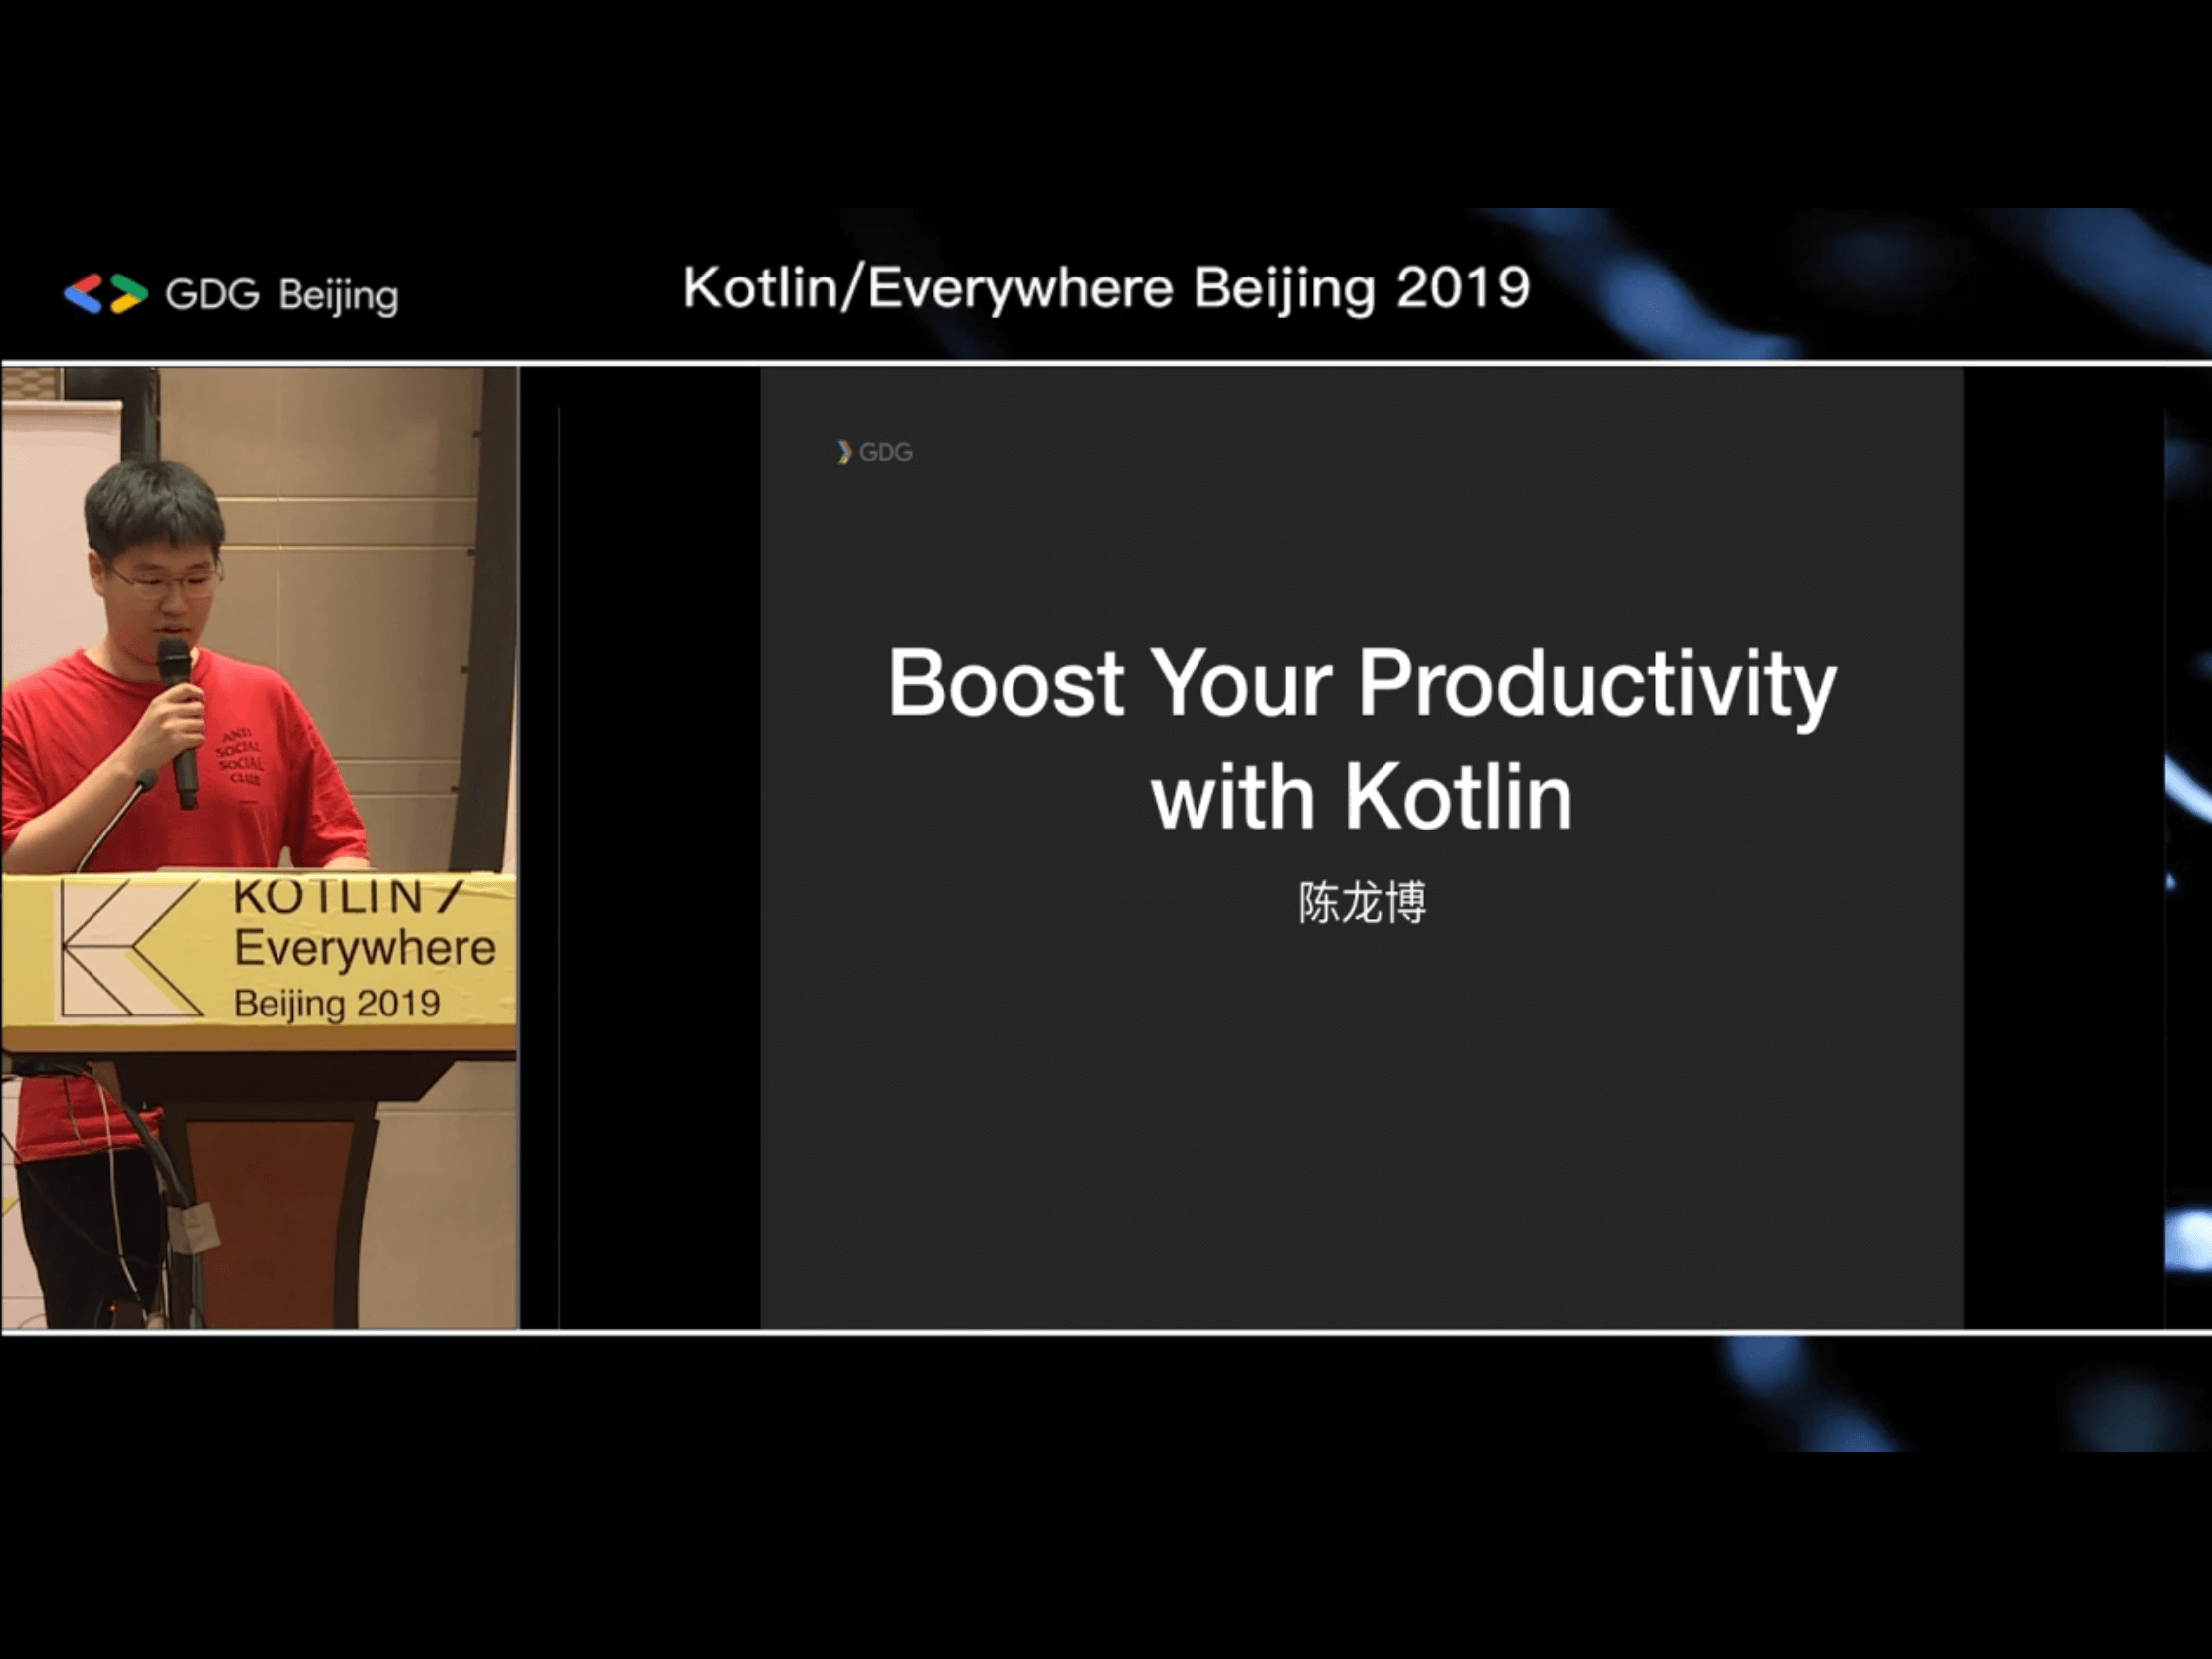 GDG Beijing
Kotlin/Everywhere Beijing 2019
ANTI
SOCIAL
SOCIAL
CLUB
KOTLIN/
Everywhere
Beijing 2019
GDG
Boost Your Productivity
with Kotlin
陈龙博